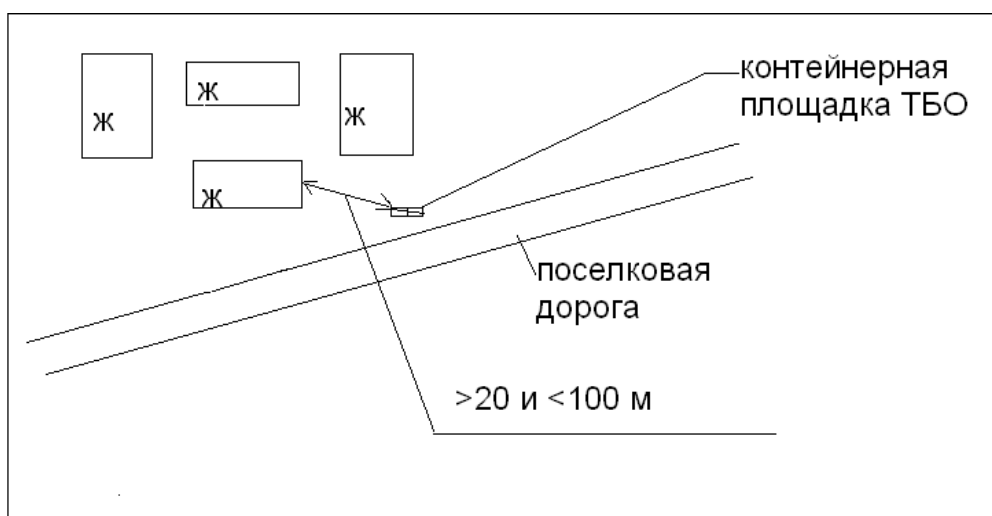 контейнерная
площадка ТБО
ж
ж
ж
ж
поселковая
дорога
>20 и <100 м